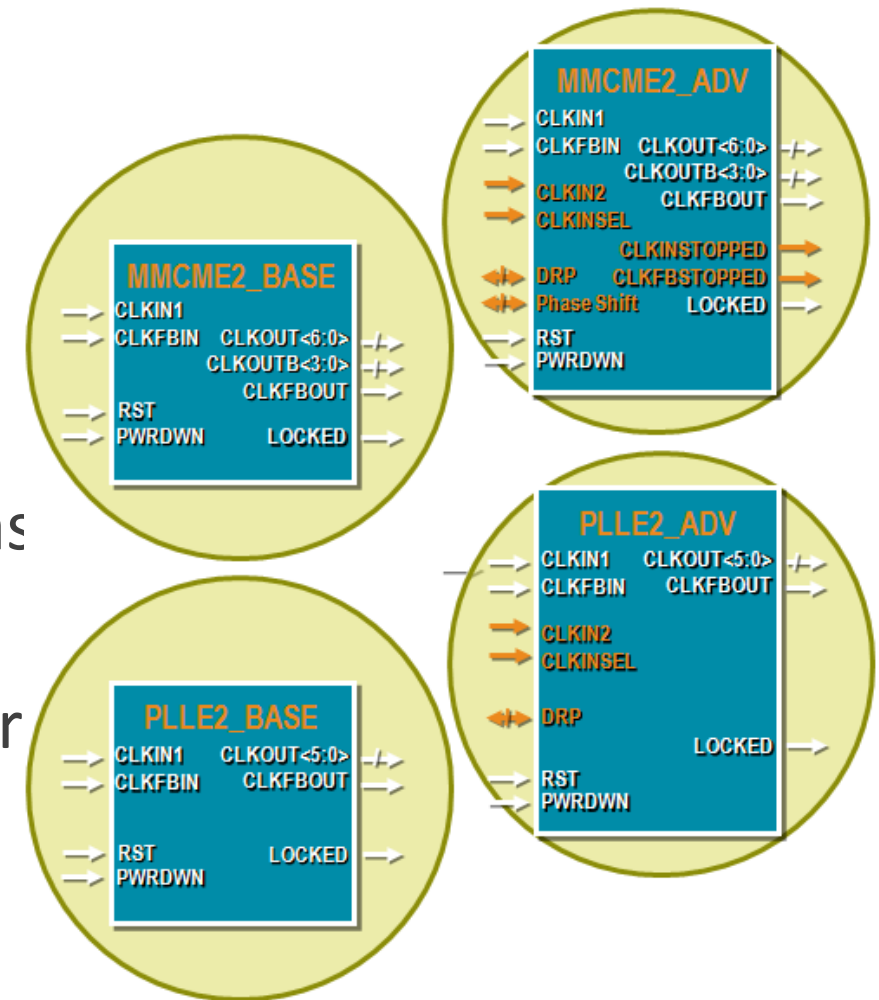 MMCME2_ADV
CLKIN1
CLKFBIN CLKOUT<6:0>
CLKOUTB<3:0>
CLKIN2 CLKFBOUT
CLKINSEL
CLKINSTOPPED
DRP CLKFBSTOPPED
Phase Shift LOCKED
RST
PWRDWN
MMCME2_BASE
CLKIN1
CLKFBIN CLKOUT<6:0>
CLKOUTB<3:0>
CLKFBOUT
RST
PWRDWN LOCKED
PLLE2_ADV
CLKIN1 CLKOUT<5:0>
CLKFBIN CLKFBOUT
CLKIN2
CLKINSEL
DRP
LOCKED
RST
PWRDWN
PLLE2_BASE
CLKIN1 CLKOUT<5:0>
CLKFBIN CLKFBOUT
RST LOCKED
PWRDWN